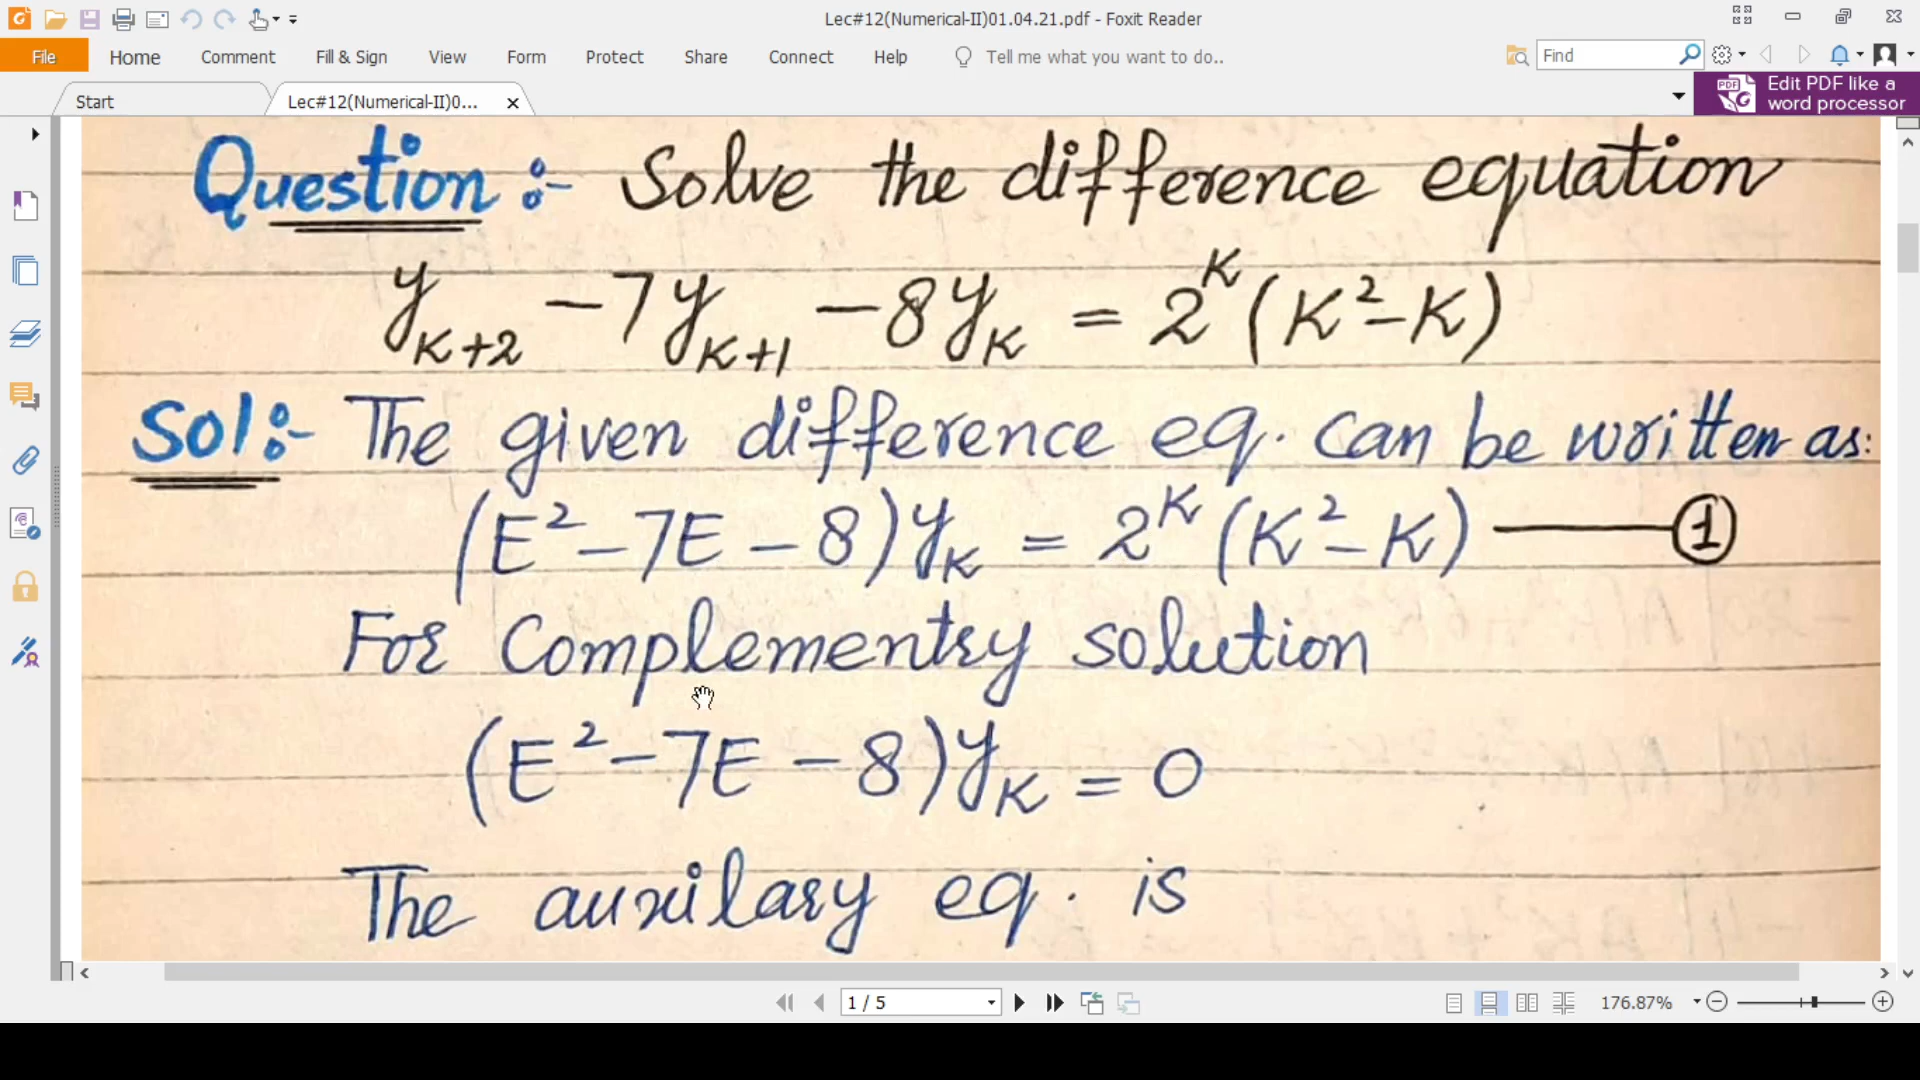 Lec#12(Numerical-II)01.04.21.pdf - Foxit Reader
File Home Comment Fill & Sign View Form Protect Share Connect Help Tell me what you want to do.. Find
Start Lec#12(Numerical-II)0... Edit PDF like a
word processor
Question:- Solve the difference equation
y_{K+2} - 7y_{K+1} - 8y_K = 2^K (K^2 - K)
Sol:- The given difference eq. can be written as:
(E^2 - 7E - 8)y_K = 2^K (K^2 - K) ——— ①
For Complementry solution
(E^2 - 7E - 8)y_K = 0
The auxilary eq. is
1 / 5 176.87%